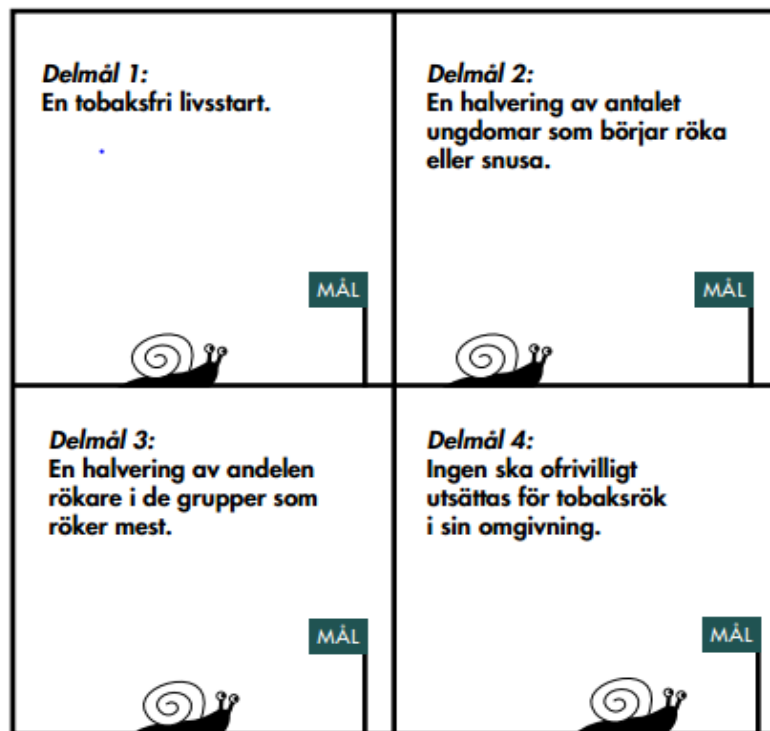 Delmål 1:
En tobaksfri livsstart.
MÅL
Delmål 2:
En halvering av antalet
ungdomar som börjar röka
eller snusa.
MÅL
Delmål 3:
En halvering av andelen
rökare i de grupper som
röker mest.
MÅL
Delmål 4:
Ingen ska ofrivilligt
utsättas för tobaksrök
i sin omgivning.
MÅL